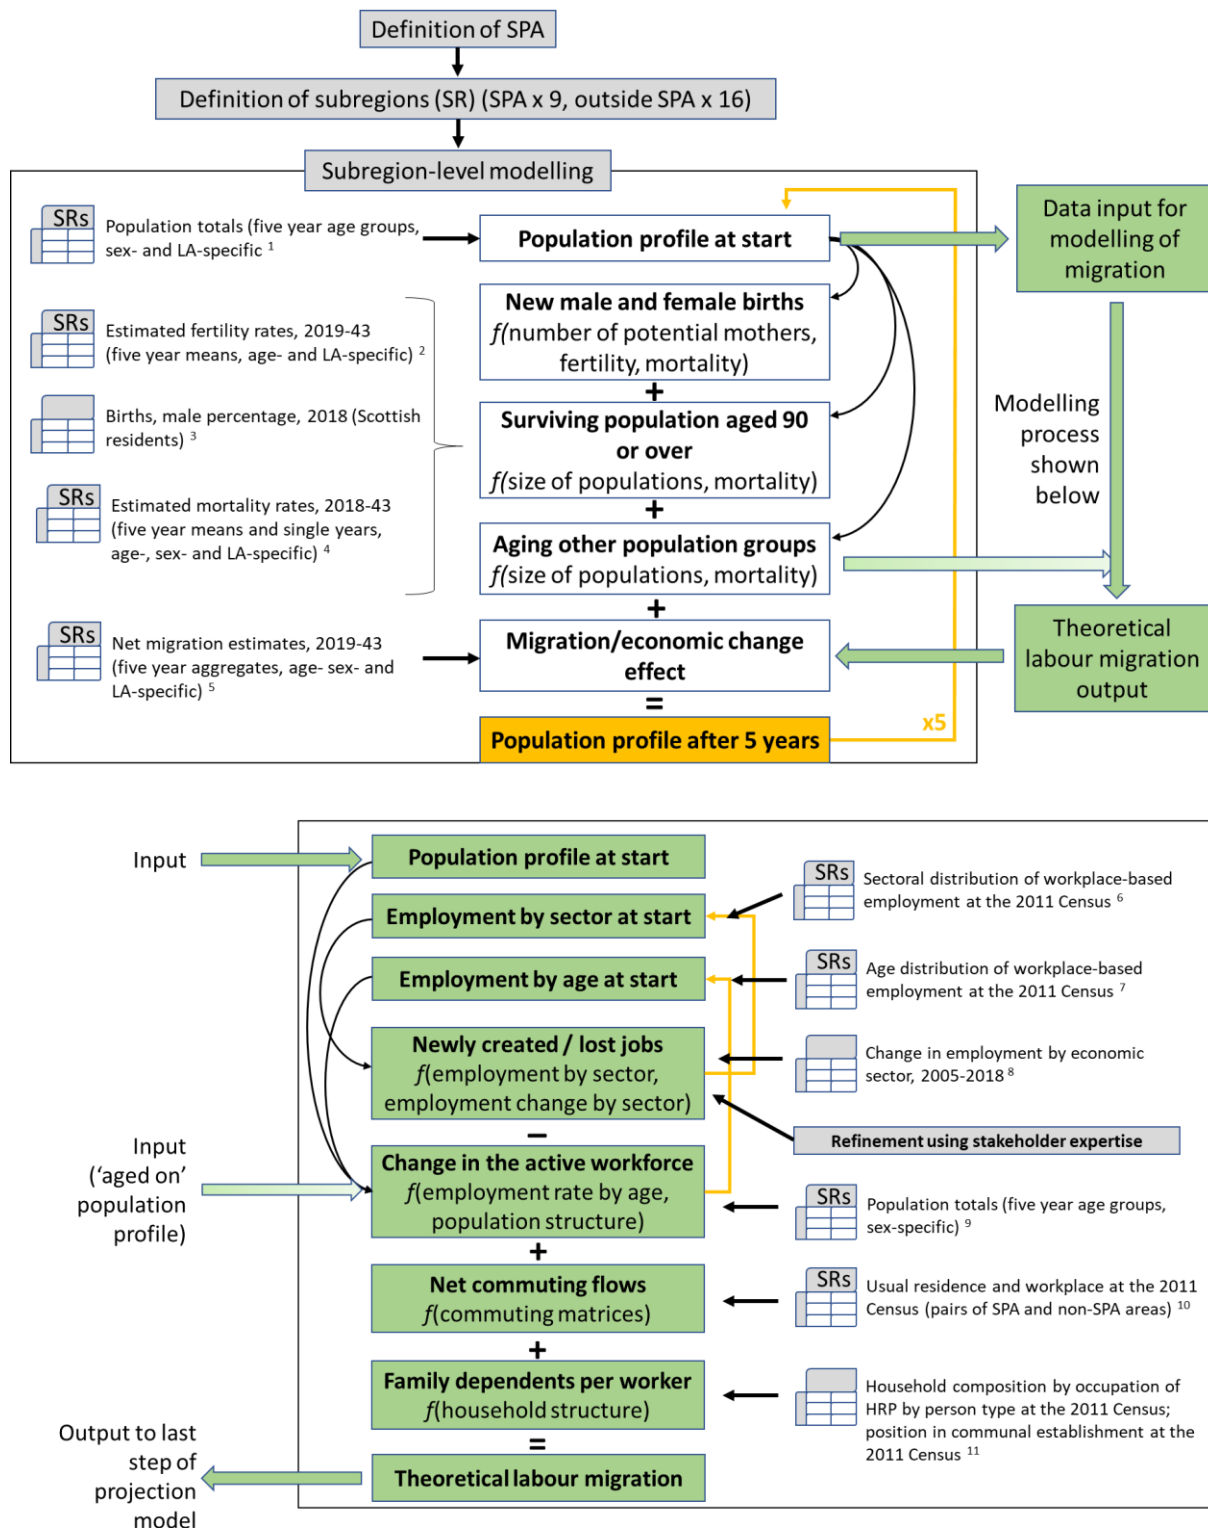 Definition of SPA
Definition of subregions (SR) (SPA x 9, outside SPA x 16)
Subregion-level modelling
SRs
Population totals (five year age groups,
sex- and LA-specific 1
Population profile at start
Data input for
modelling of
migration
SRs
Estimated fertility rates, 2019-43
(five year means, age- and LA-specific) 2
New male and female births
f(number of potential mothers,
fertility, mortality)
+
Births, male percentage, 2018 (Scottish
residents) 3
Surviving population aged 90
or over
f(size of populations, mortality)
+
Modelling
process
shown
below
SRs
Estimated mortality rates, 2018-43
(five year means and single years,
age-, sex- and LA-specific) 4
Aging other population groups
f(size of populations, mortality)
+
SRs
Net migration estimates, 2019-43
(five year aggregates, age- sex- and
LA-specific) 5
Migration/economic change
effect
=
Theoretical
labour migration
output
Population profile after 5 years
x5
Input
Population profile at start
Employment by sector at start
SRs
Sectoral distribution of workplace-based
employment at the 2011 Census 6
Employment by age at start
SRs
Age distribution of workplace-based
employment at the 2011 Census 7
Newly created / lost jobs
f(employment by sector,
employment change by sector)
Change in employment by economic
sector, 2005-2018 8
–
Refinement using stakeholder expertise
Input
('aged on'
population
profile)
Change in the active workforce
f(employment rate by age,
population structure)
SRs
Population totals (five year age groups,
sex-specific) 9
+
Net commuting flows
f(commuting matrices)
SRs
Usual residence and workplace at the 2011
Census (pairs of SPA and non-SPA areas) 10
+
Family dependents per worker
f(household structure)
Household composition by occupation of
HRP by person type at the 2011 Census;
position in communal establishment at the
2011 Census 11
=
Theoretical labour migration
Output to last
step of
projection
model